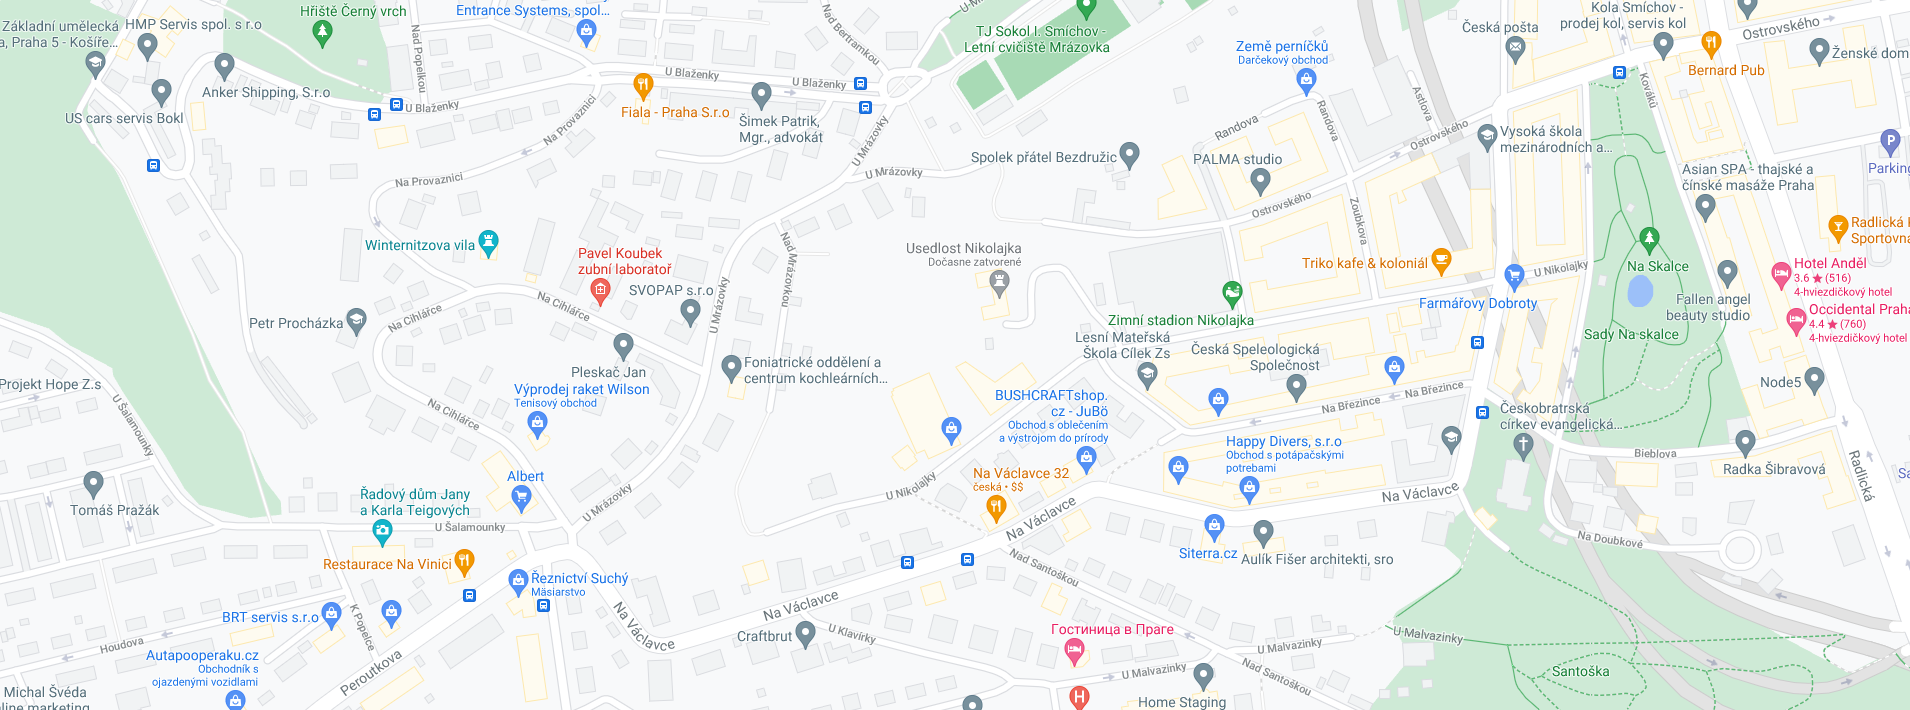 Základní umělecká
a, Praha 5 - Košíře...
HMP Servis spol. s r.o
Hřiště Černý vrch
Nad Popelkou
Entrance Systems, spol...
Nad Bertramkou
TJ Sokol I. Smíchov -
Letní cvičiště Mrázovka
Země perníčků
Darčekový obchod
Česká pošta
Kola Smíchov -
prodej kol, servis kol
Ostrovského
Bernard Pub
Ženské dom
Anker Shipping, S.r.o
US cars servis Bokl
U Blaženky
U Blaženky
U Blaženky
Fiala - Praha S.r.o
Šimek Patrik,
Mgr., advokát
Na Provaznici
Na Provaznici
U Mrázovky
U Mrázovky
Spolek přátel Bezdružic
Randova
Randova
PALMA studio
Astlova
Ostrovského
Ostrovského
Kováků
Vysoká škola
mezinárodních a...
Asian SPA - thajské a
čínské masáže Praha
Parking
Radlická
Sportovna
Winternitzova vila
Pavel Koubek
zubní laboratoř
SVOPAP s.r.o
Nad Mrázovkou
U Mrázovky
Usedlost Nikolajka
Dočasne zatvorené
Zoubkova
Triko kafe & koloniál
U Nikolajky
Farmářovy Dobroty
Na Skalce
Sady Na skalce
Fallen angel
beauty studio
Hotel Anděl
3.6 ★ (516)
4-hviezdičkový hotel
Occidental Praha
4.4 ★ (760)
4-hviezdičkový hotel
Petr Procházka
Na Cihlářce
Na Cihlářce
Na Cihlářce
Pleskač Jan
Výprodej raket Wilson
Tenisový obchod
Foniatrické oddělení a
centrum kochleárních...
Zimní stadion Nikolajka
Lesní Mateřská
Škola Cílek Zs
Česká Speleologická
Společnost
Node5
Projekt Hope Z.s
U Šalamounky
BUSHCRAFTshop.
cz - JuBö
Obchod s oblečením
a výstrojom do prírody
Na Březince
Na Březince
Českobratrská
církev evangelická...
Happy Divers, s.r.o
Obchod s potápačskými
potrebami
Bieblova
Radka Šibravová
Radlická
Sa
Tomáš Pražák
Albert
Řadový dům Jany
a Karla Teigových
U Šalamounky
U Mrázovky
U Nikolajky
Na Václavce 32
česká • $$
Na Václavce
Na Václavce
Siterra.cz
Aulík Fišer architekti, sro
Na Doubkové
Restaurace Na Vinici
Řeznictví Suchý
Mäsiarstvo
Nad Santoškou
BRT servis s.r.o
K Popelce
Na Václavce
Na Václavce
Houdova
Craftbrut
U Klavírky
Гостиница в Праге
U Malvazinky
U Malvazinky
U Malvazinky
Autapooperaku.cz
Obchodník s
ojazdenými vozidlami
Peroutkova
Nad Santoškou
Santoška
Michal Švéda
line marketing
Home Staging